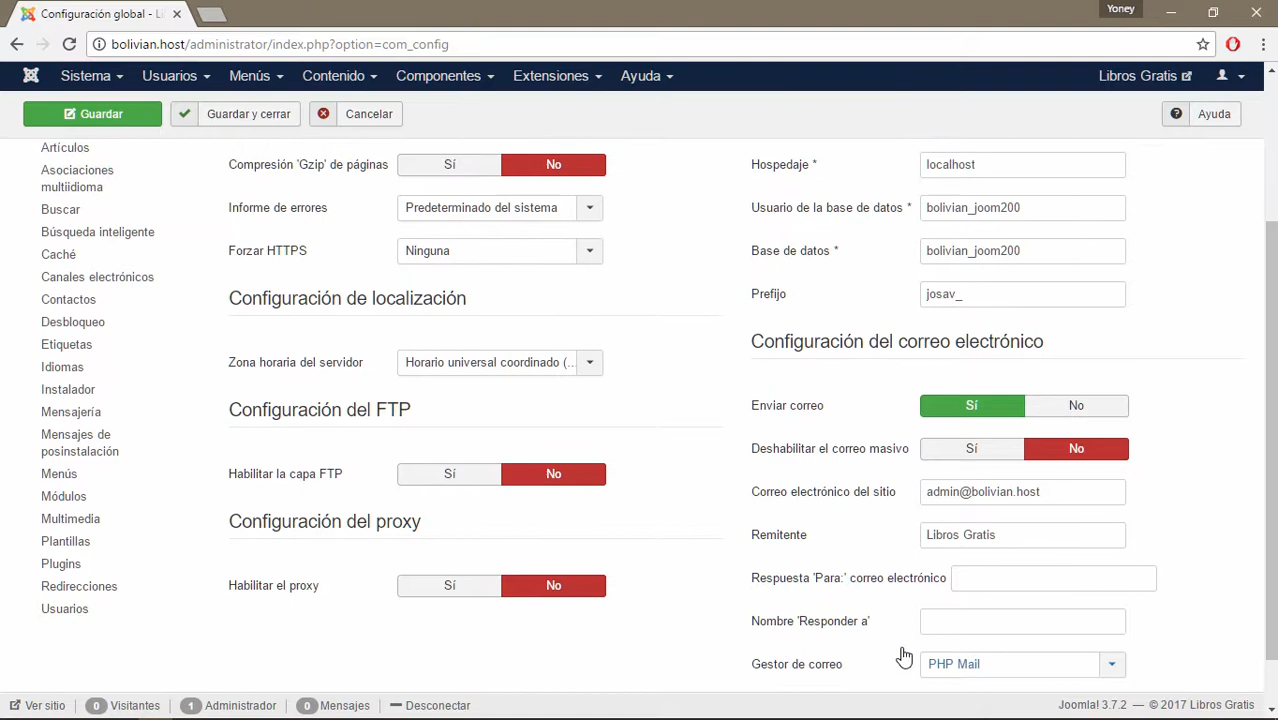 Configuración global - Li
Yoney
bolivian.host/administrator/index.php?option=com_config
Sistema
Usuarios
Menús
Contenido
Componentes
Extensiones
Ayuda
Libros Gratis
Guardar
Guardar y cerrar
Cancelar
Ayuda
Artículos
Asociaciones
multiidioma
Buscar
Búsqueda inteligente
Caché
Canales electrónicos
Contactos
Desbloqueo
Etiquetas
Idiomas
Instalador
Mensajería
Mensajes de
posinstalación
Menús
Módulos
Multimedia
Plantillas
Plugins
Redirecciones
Usuarios
Compresión 'Gzip' de páginas Sí No
Informe de errores Predeterminado del sistema
Forzar HTTPS Ninguna
Configuración de localización
Zona horaria del servidor Horario universal coordinado (...
Configuración del FTP
Habilitar la capa FTP Sí No
Configuración del proxy
Habilitar el proxy Sí No
Hospedaje * localhost
Usuario de la base de datos * bolivian_joom200
Base de datos * bolivian_joom200
Prefijo josav_
Configuración del correo electrónico
Enviar correo Sí No
Deshabilitar el correo masivo Sí No
Correo electrónico del sitio admin@bolivian.host
Remitente Libros Gratis
Respuesta 'Para:' correo electrónico
Nombre 'Responder a'
Gestor de correo PHP Mail
Ver sitio 0 Visitantes 1 Administrador 0 Mensajes Desconectar
Joomla! 3.7.2 — © 2017 Libros Gratis